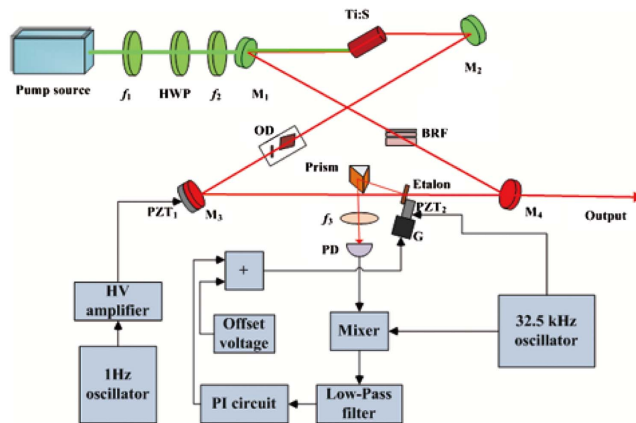 Ti:S
Pump source
f1
HWP
f2
M1
M2
OD
BRF
Prism
Etalon
PZT1
M3
PZT2
M4
Output
f3
G
PD
+
HV
amplifier
Offset
voltage
Mixer
32.5 kHz
oscillator
1Hz
oscillator
PI circuit
Low-Pass
filter